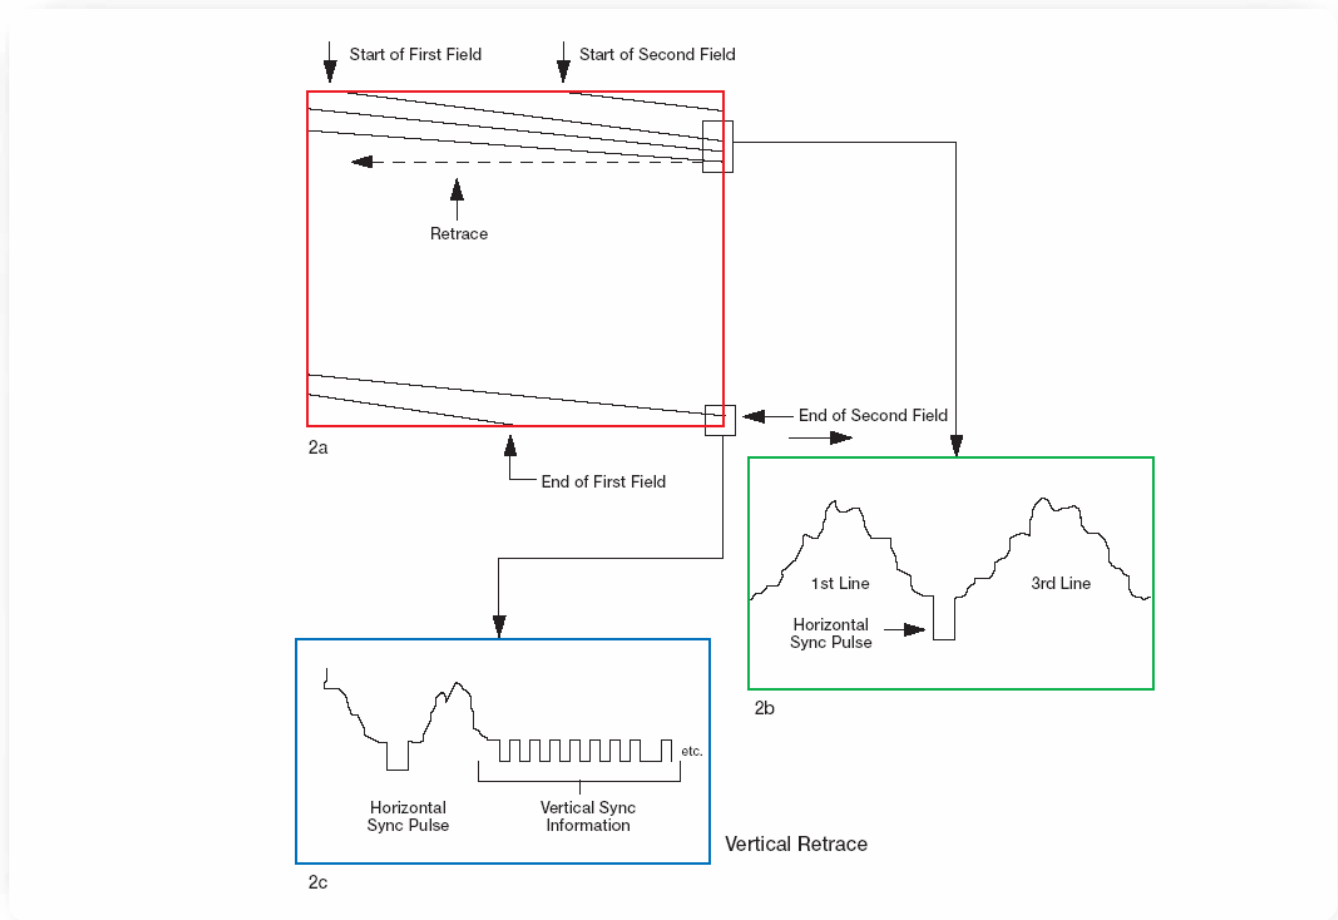 Start of First Field
Start of Second Field
Retrace
End of Second Field
2a
End of First Field
1st Line
3rd Line
Horizontal
Sync Pulse
2b
etc.
Horizontal
Sync Pulse
Vertical Sync
Information
Vertical Retrace
2c